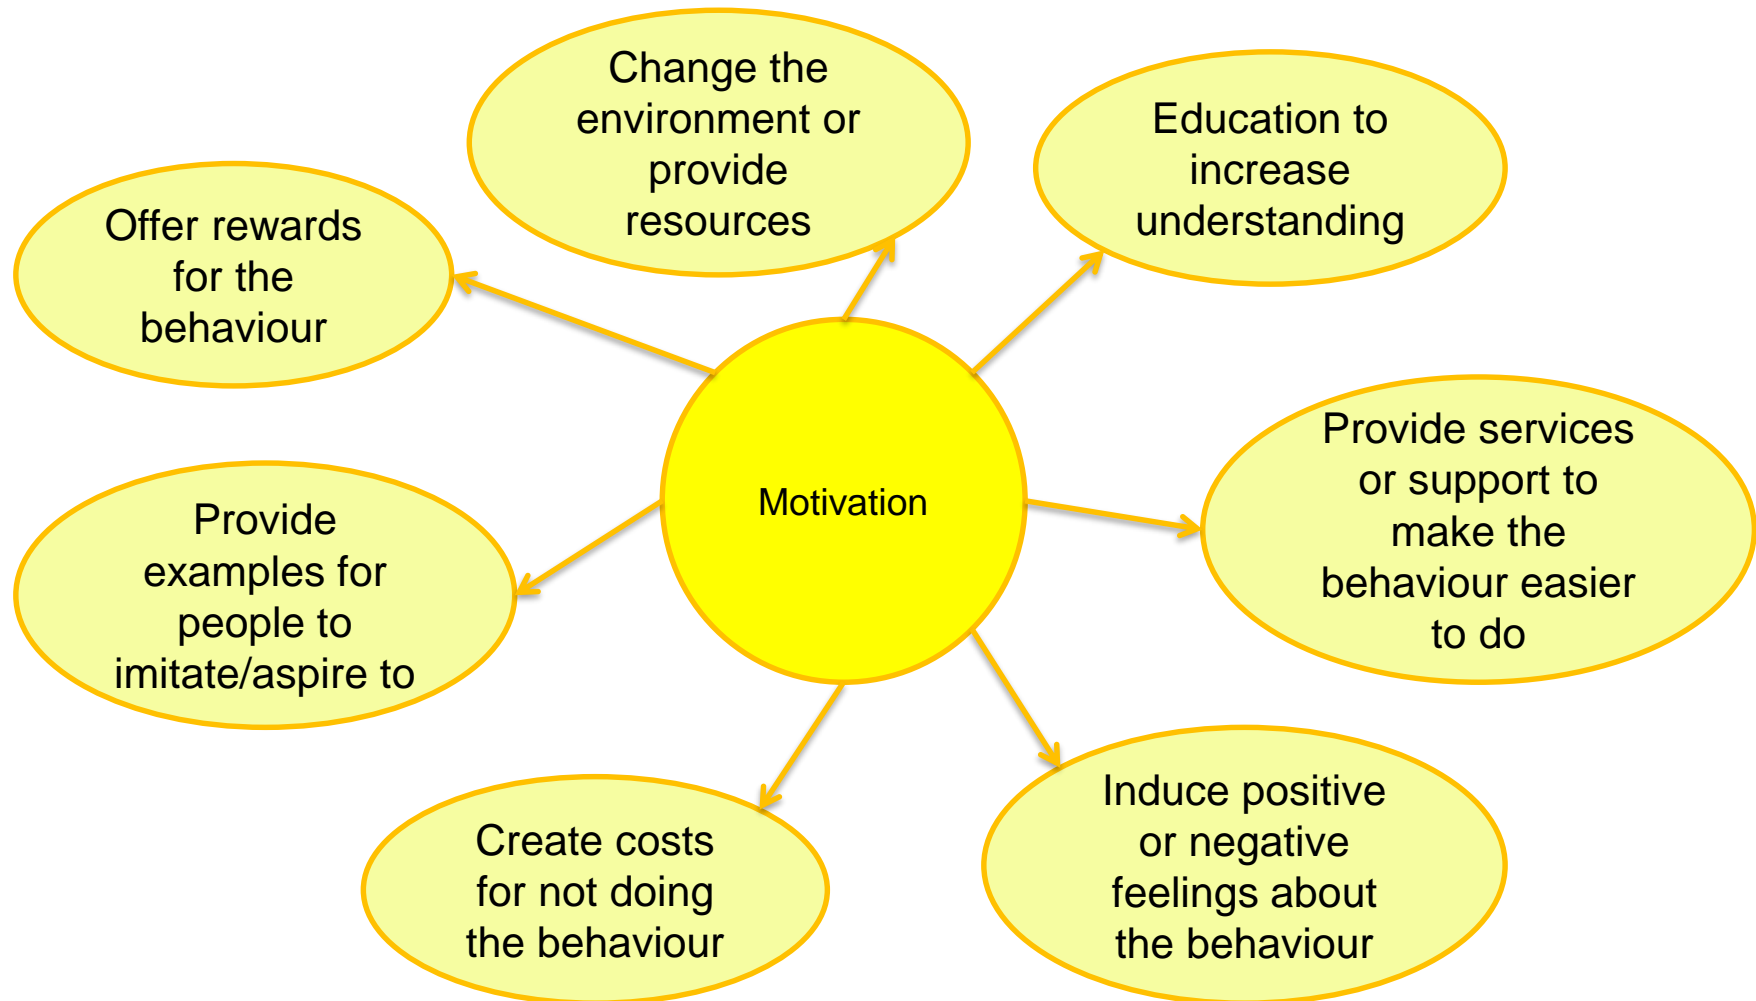 Change the
environment or
provide
resources
Education to
increase
understanding
Offer rewards
for the
behaviour
Provide services
or support to
make the
behaviour easier
to do
Motivation
Provide
examples for
people to
imitate/aspire to
Induce positive
or negative
feelings about
the behaviour
Create costs
for not doing
the behaviour